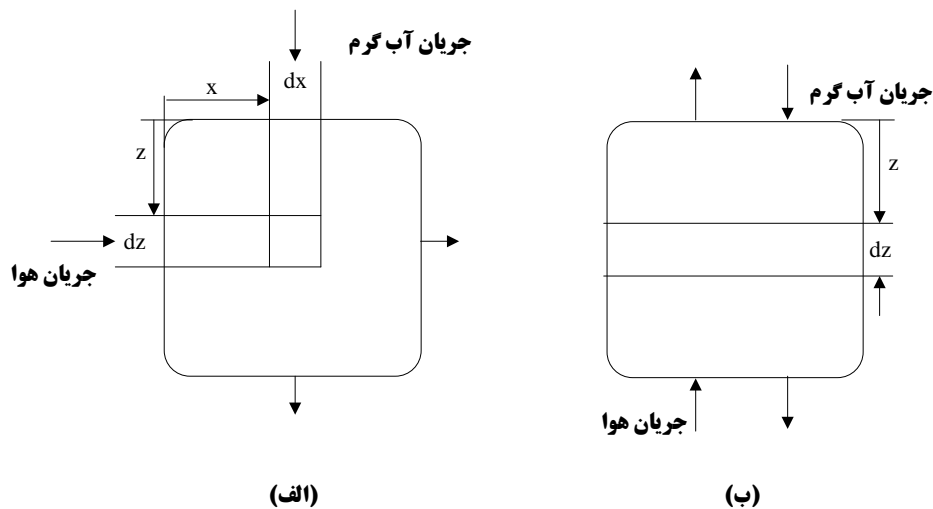 جریان آب گرم
x
dx
z
dz
جریان هوا
(الف)
جریان آب گرم
z
dz
جریان هوا
(ب)